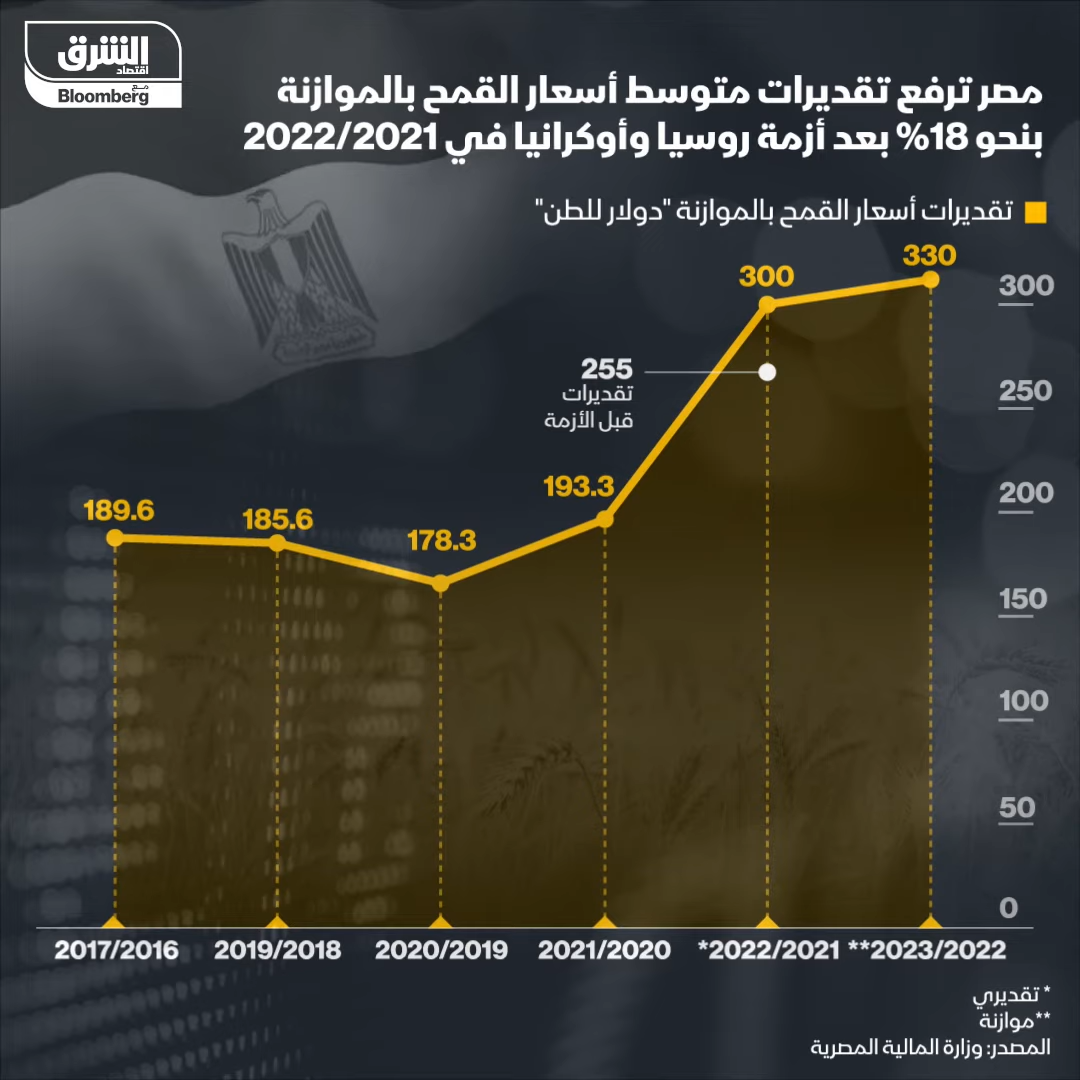 الشرق
اقتصاد
مع
Bloomberg
مصر ترفع تقديرات متوسط أسعار القمح بالموازنة
بنحو 18% بعد أزمة روسيا وأوكرانيا في 2022/2021
تقديرات أسعار القمح بالموازنة "دولار للطن"
330
300
300
255
تقديرات
قبل الأزمة
250
200
193.3
189.6
185.6
178.3
150
100
50
0
2017/2016
2019/2018
2020/2019
2021/2020
*2022/2021
**2023/2022
* تقديري
**موازنة
المصدر: وزارة المالية المصرية